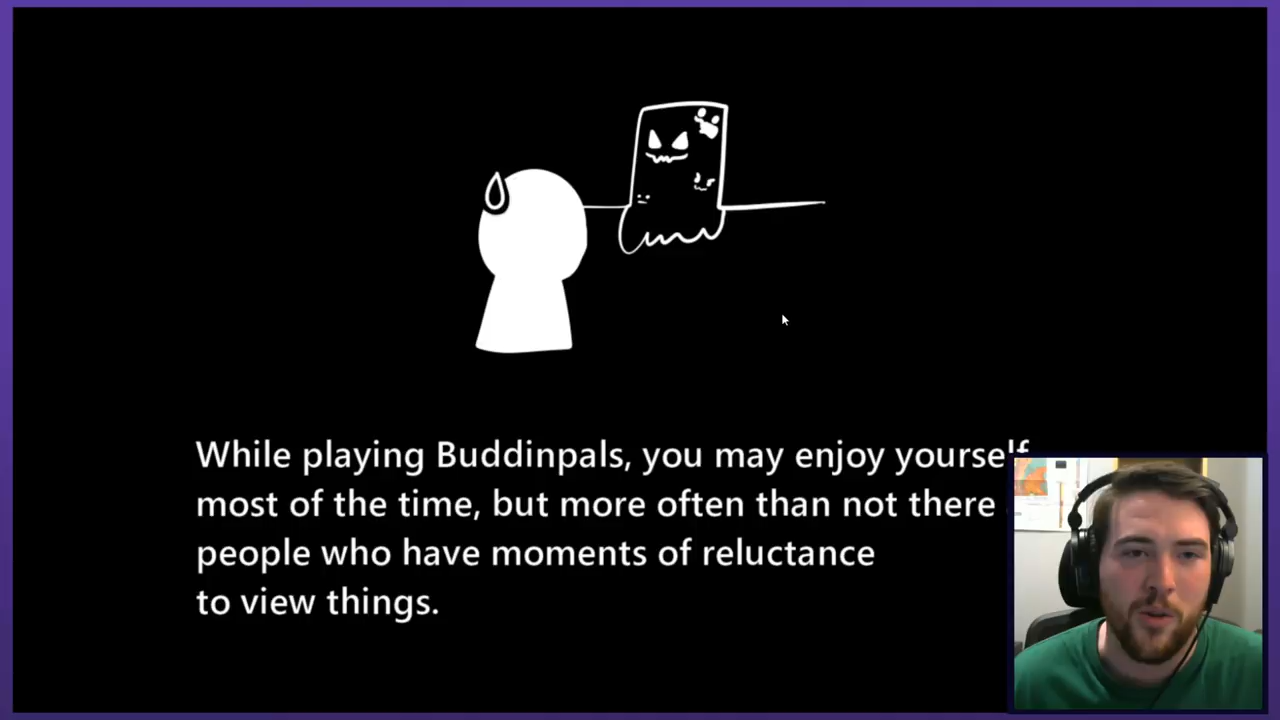 While playing Buddinpals, you may enjoy yourself
most of the time, but more often than not there
people who have moments of reluctance
to view things.